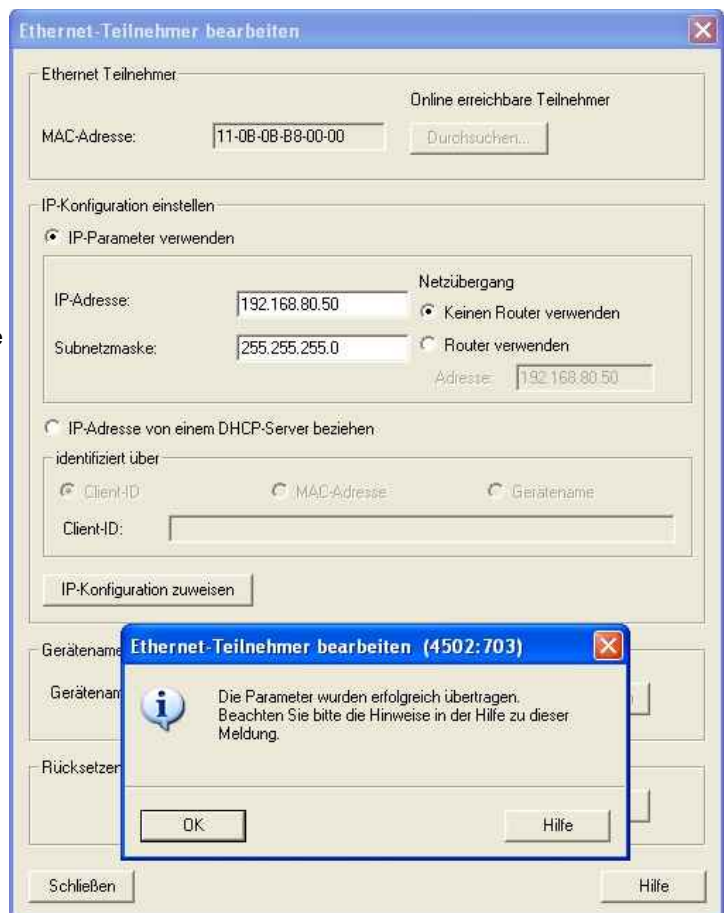 Ethernet-Teilnehmer bearbeiten
Ethernet Teilnehmer
Online erreichbare Teilnehmer
MAC-Adresse:
11-0B-0B-B8-00-00
Durchsuchen...
IP-Konfiguration einstellen
IP-Parameter verwenden
Netzübergang
IP-Adresse:
192.168.80.50
Keinen Router verwenden
e
Subnetzmaske:
255.255.255.0
Router verwenden
Adresse:
192.168.80.50
IP-Adresse von einem DHCP-Server beziehen
identifiziert über
Client-ID
MAC-Adresse
Gerätename
Client-ID:
IP-Konfiguration zuweisen
Gerätename
Ethernet-Teilnehmer bearbeiten (4502:703)
Gerätenam
Die Parameter wurden erfolgreich übertragen.
Beachten Sie bitte die Hinweise in der Hilfe zu dieser
Meldung.
Rücksetzen
OK
Hilfe
Schließen
Hilfe